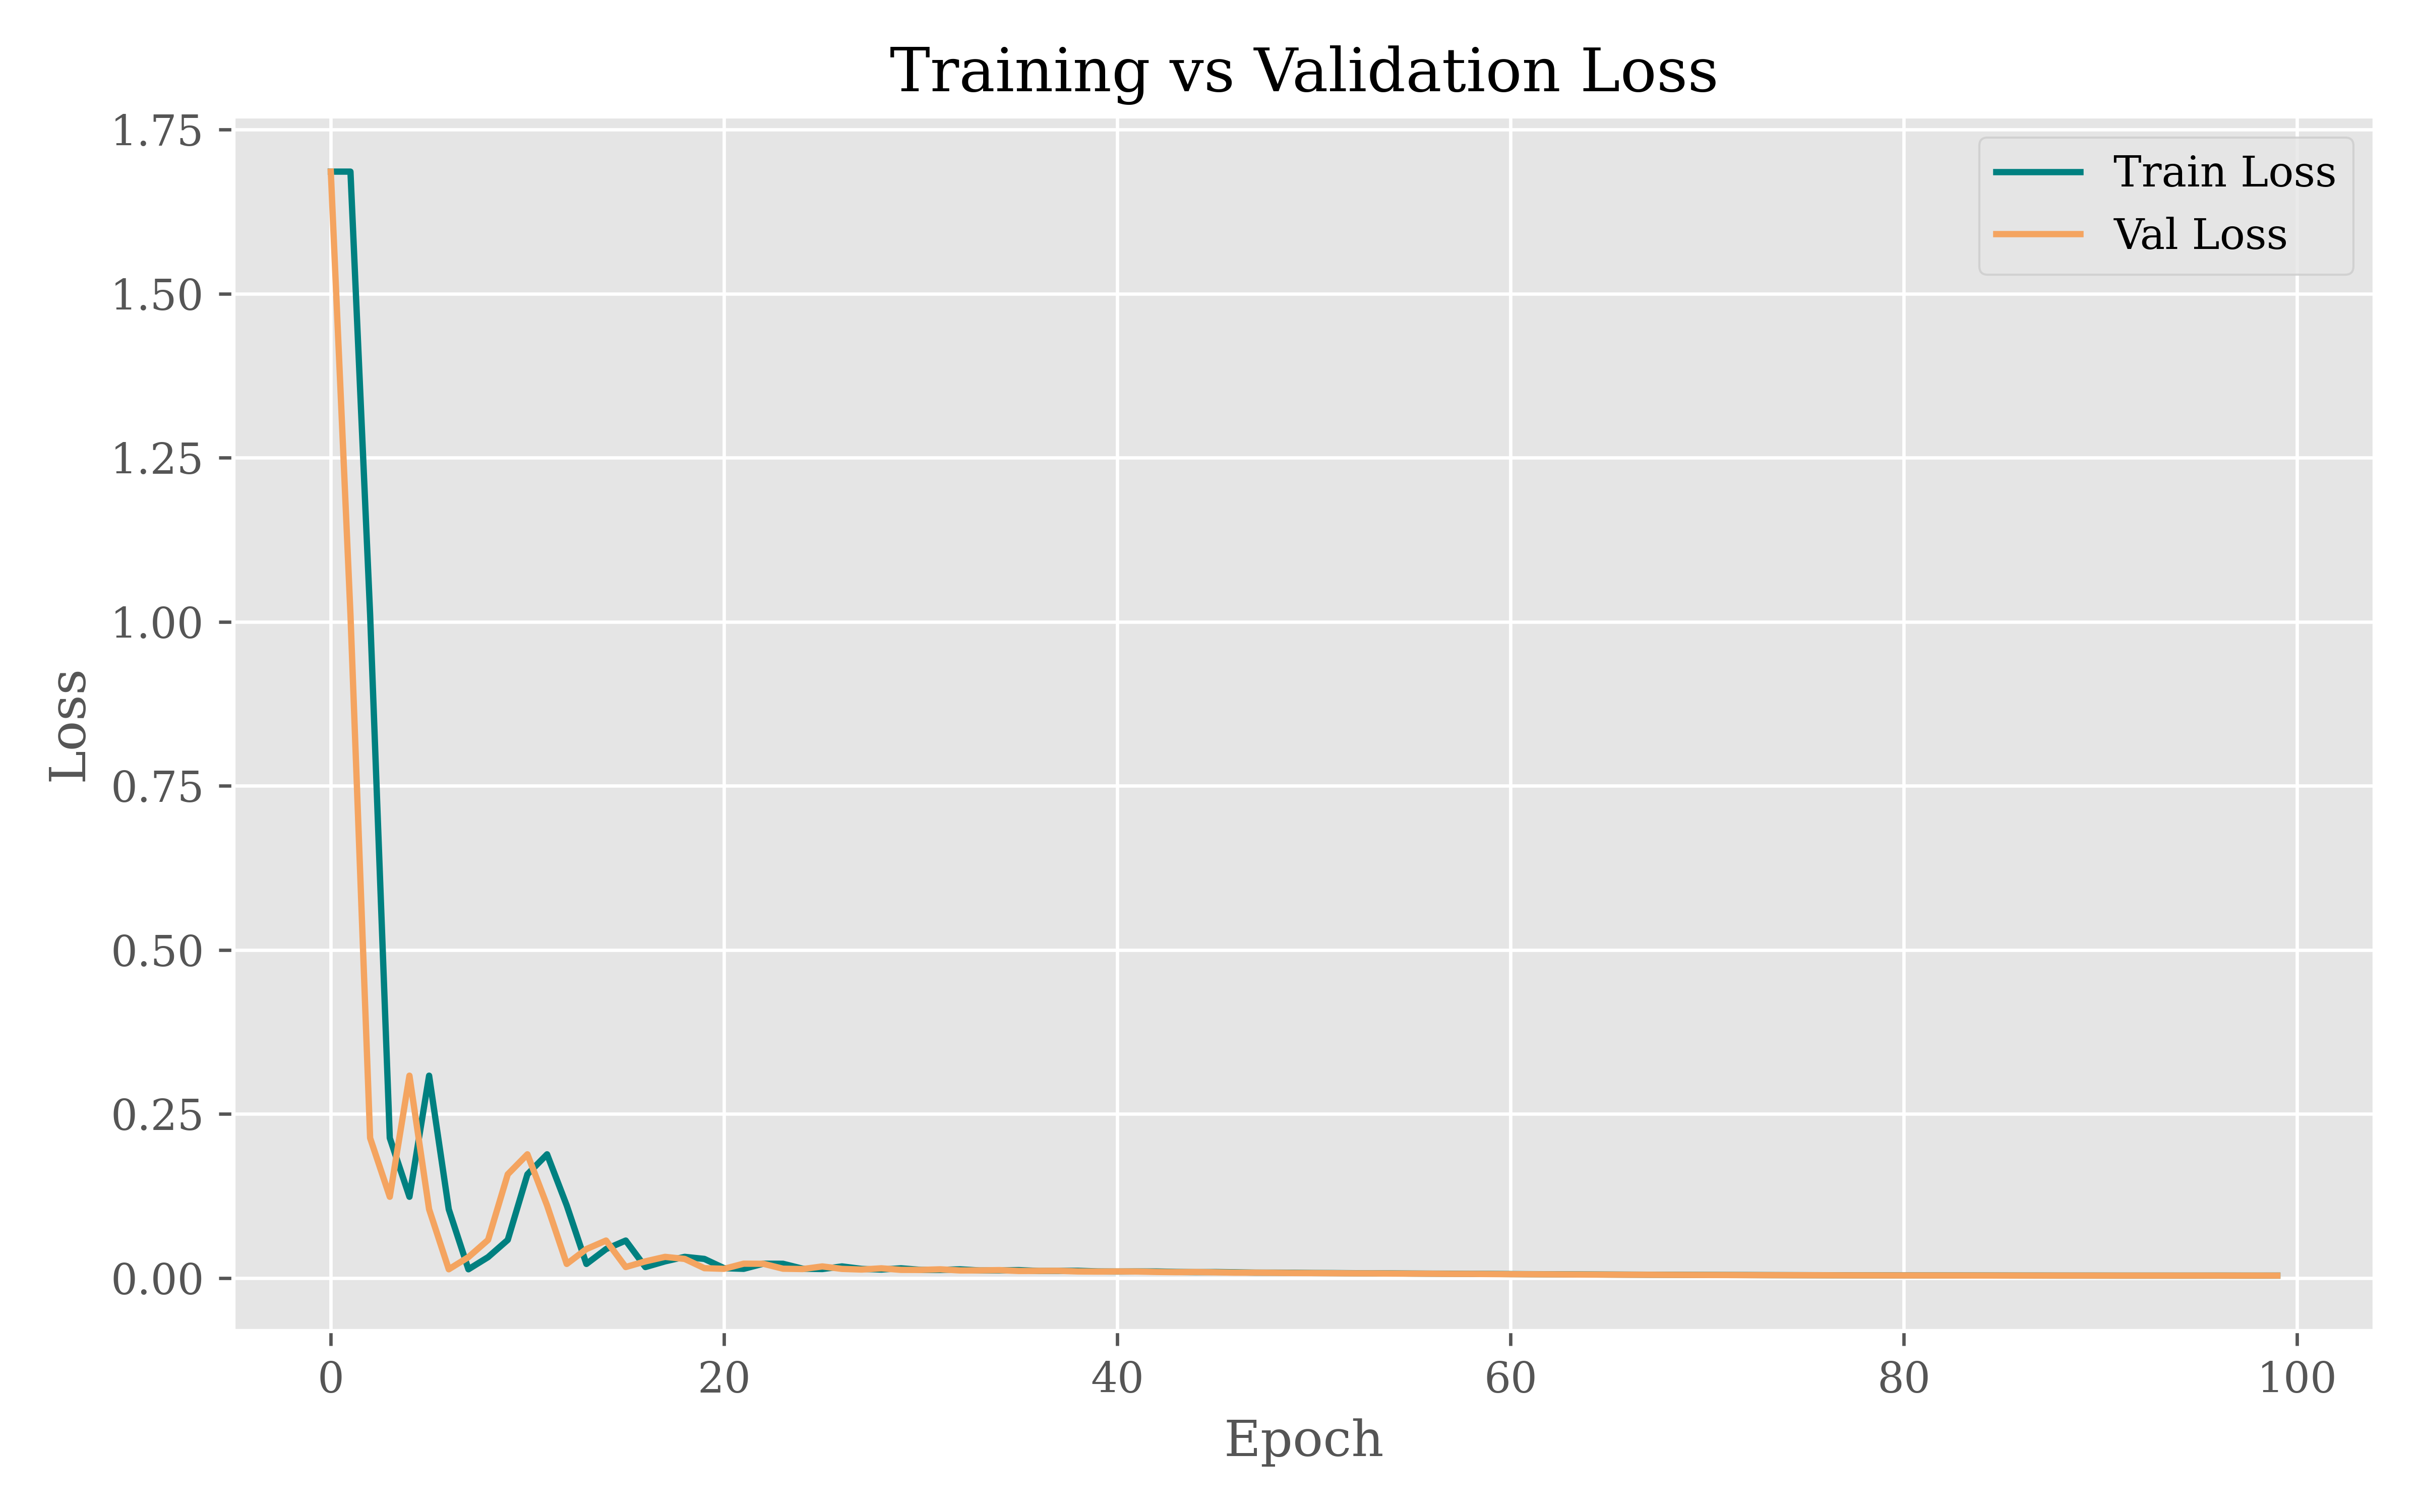 Training vs Validation Loss
1.75
1.50
1.25
1.00
0.75
0.50
0.25
0.00
Loss
Train Loss
Val Loss
0 20 40 60 80 100
Epoch